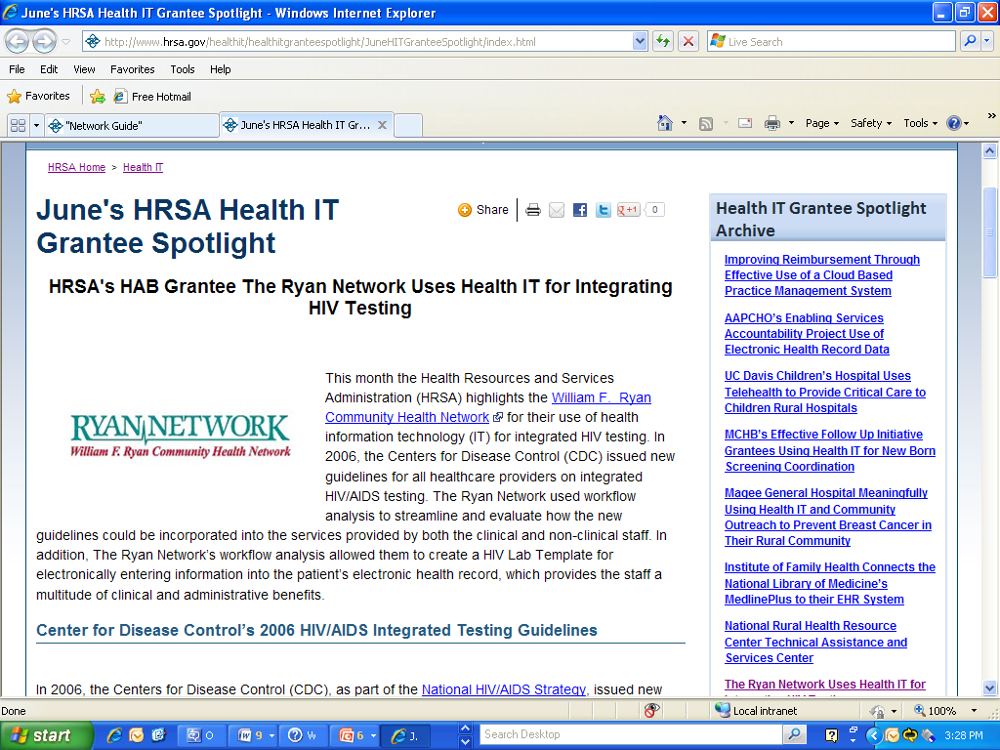 June's HRSA Health IT Grantee Spotlight - Windows Internet Explorer
http://www.hrsa.gov/healthit/healthitgranteespotlight/JuneHITGranteeSpotlight/index.html
Live Search
File Edit View Favorites Tools Help
Favorites Free Hotmail
"Network Guide" June's HRSA Health IT Gr... Page Safety Tools »
HRSA Home > Health IT
June's HRSA Health IT
Grantee Spotlight
Share g +1 0
HRSA's HAB Grantee The Ryan Network Uses Health IT for Integrating
HIV Testing
RYAN NETWORK
William F. Ryan Community Health Network
This month the Health Resources and Services
Administration (HRSA) highlights the William F. Ryan
Community Health Network for their use of health
information technology (IT) for integrated HIV testing. In
2006, the Centers for Disease Control (CDC) issued new
guidelines for all healthcare providers on integrated
HIV/AIDS testing. The Ryan Network used workflow
analysis to streamline and evaluate how the new
guidelines could be incorporated into the services provided by both the clinical and non-clinical staff. In
addition, The Ryan Network's workflow analysis allowed them to create a HIV Lab Template for
electronically entering information into the patient's electronic health record, which provides the staff a
multitude of clinical and administrative benefits.
Center for Disease Control's 2006 HIV/AIDS Integrated Testing Guidelines
In 2006, the Centers for Disease Control (CDC), as part of the National HIV/AIDS Strategy, issued new
Health IT Grantee Spotlight
Archive
Improving Reimbursement Through
Effective Use of a Cloud Based
Practice Management System
AAPCHO's Enabling Services
Accountability Project Use of
Electronic Health Record Data
UC Davis Children's Hospital Uses
Telehealth to Provide Critical Care to
Children Rural Hospitals
MCHB's Effective Follow Up Initiative
Grantees Using Health IT for New Born
Screening Coordination
Magee General Hospital Meaningfully
Using Health IT and Community
Outreach to Prevent Breast Cancer in
Their Rural Community
Institute of Family Health Connects the
National Library of Medicine's
MedlinePlus to their EHR System
National Rural Health Resource
Center Technical Assistance and
Services Center
The Ryan Network Uses Health IT for
Done Local intranet 100%
start O 9 W 6 J. Search Desktop 3:28 PM